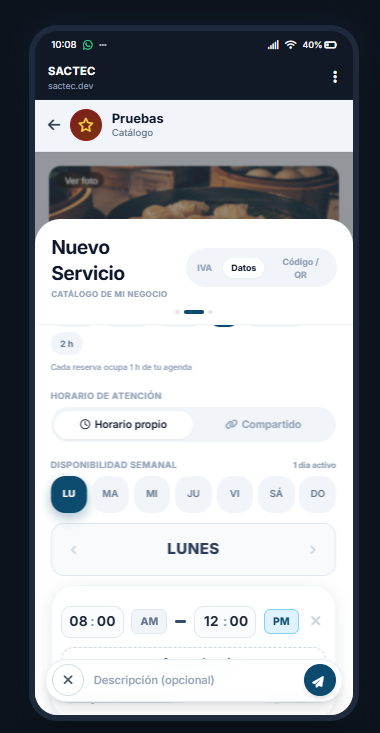 10:08
40%
SACTEC
sactec.dev
Pruebas
Catálogo
Ver foto
Nuevo
Servicio
CATÁLOGO DE MI NEGOCIO
IVA
Datos
Código /
QR
2 h
Cada reserva ocupa 1 h de tu agenda
HORARIO DE ATENCIÓN
Horario propio
Compartido
DISPONIBILIDAD SEMANAL
1 día activo
LU MA MI JU VI SÁ DO
LUNES
08 : 00 AM 12 : 00 PM
Descripción (opcional)